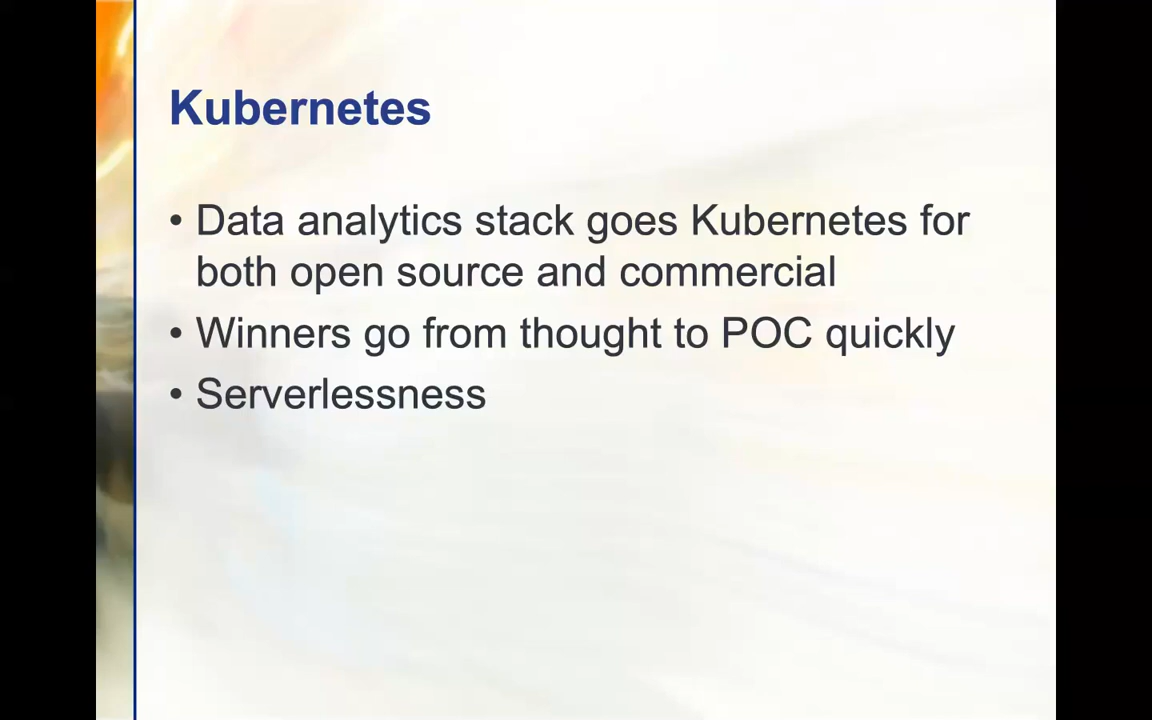 Kubernetes
• Data analytics stack goes Kubernetes for
both open source and commercial
• Winners go from thought to POC quickly
• Serverlessness